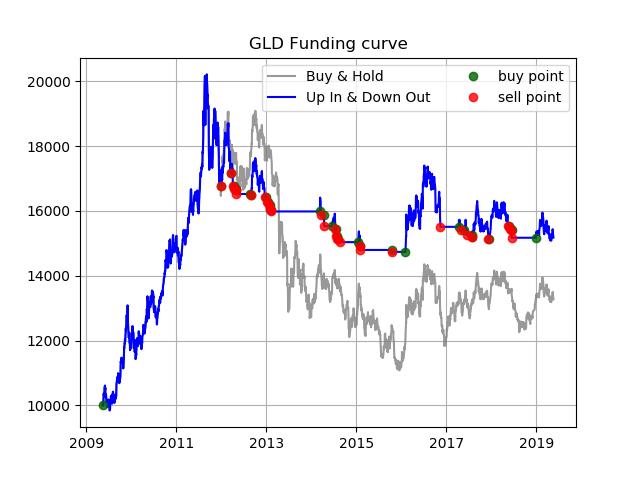 GLD Funding curve
Buy & Hold
Up In & Down Out
buy point
sell point
20000
18000
16000
14000
12000
10000
2009
2011
2013
2015
2017
2019